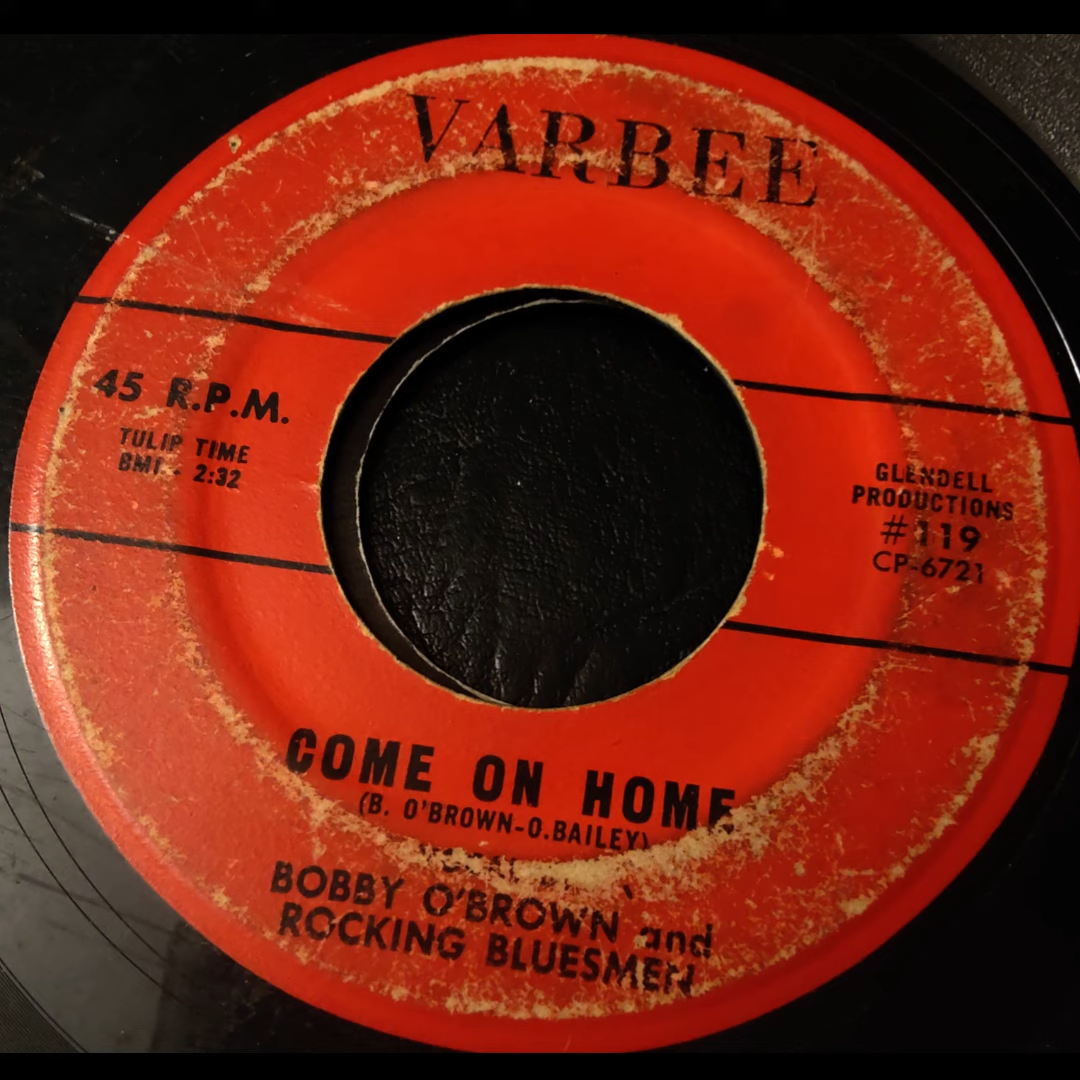 VARBEE
45 R.P.M.
TULIP TIME
BMI - 2:32
GLENDELL
PRODUCTIONS
#119
CP-6721
COME ON HOME
(B. O'BROWN-O.BAILEY)
BOBBY O'BROWN and
ROCKING BLUESMEN